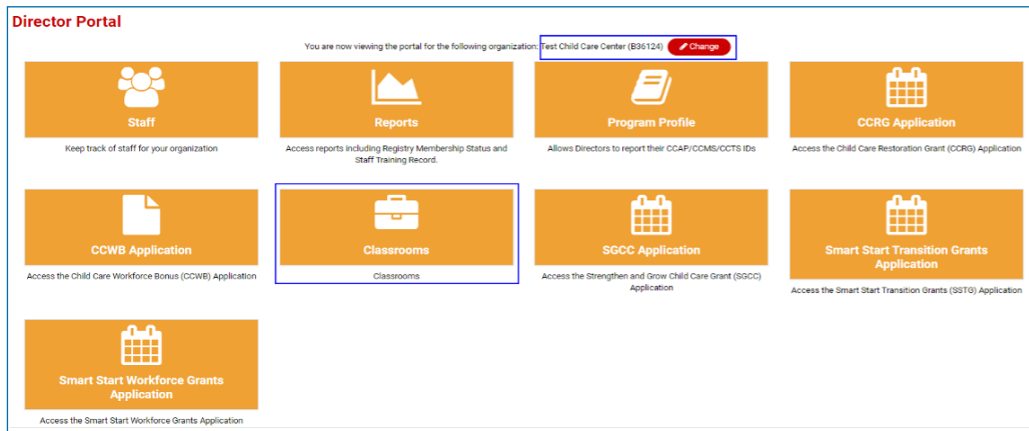 Director Portal
You are now viewing the portal for the following organization: Test Child Care Center (B36124) Change
Staff
Keep track of staff for your organization
Reports
Access reports including Registry Membership Status and
Staff Training Record.
Program Profile
Allows Directors to report their CCAP/CCMS/CCTS IDs
CCRG Application
Access the Child Care Restoration Grant (CCRG) Application
CCWB Application
Access the Child Care Workforce Bonus (CCWB) Application
Classrooms
Classrooms
SGCC Application
Access the Strengthen and Grow Child Care Grant (SGCC)
Application
Smart Start Transition Grants
Application
Access the Smart Start Transition Grants (SSTG) Application
Smart Start Workforce Grants
Application
Access the Smart Start Workforce Grants Application